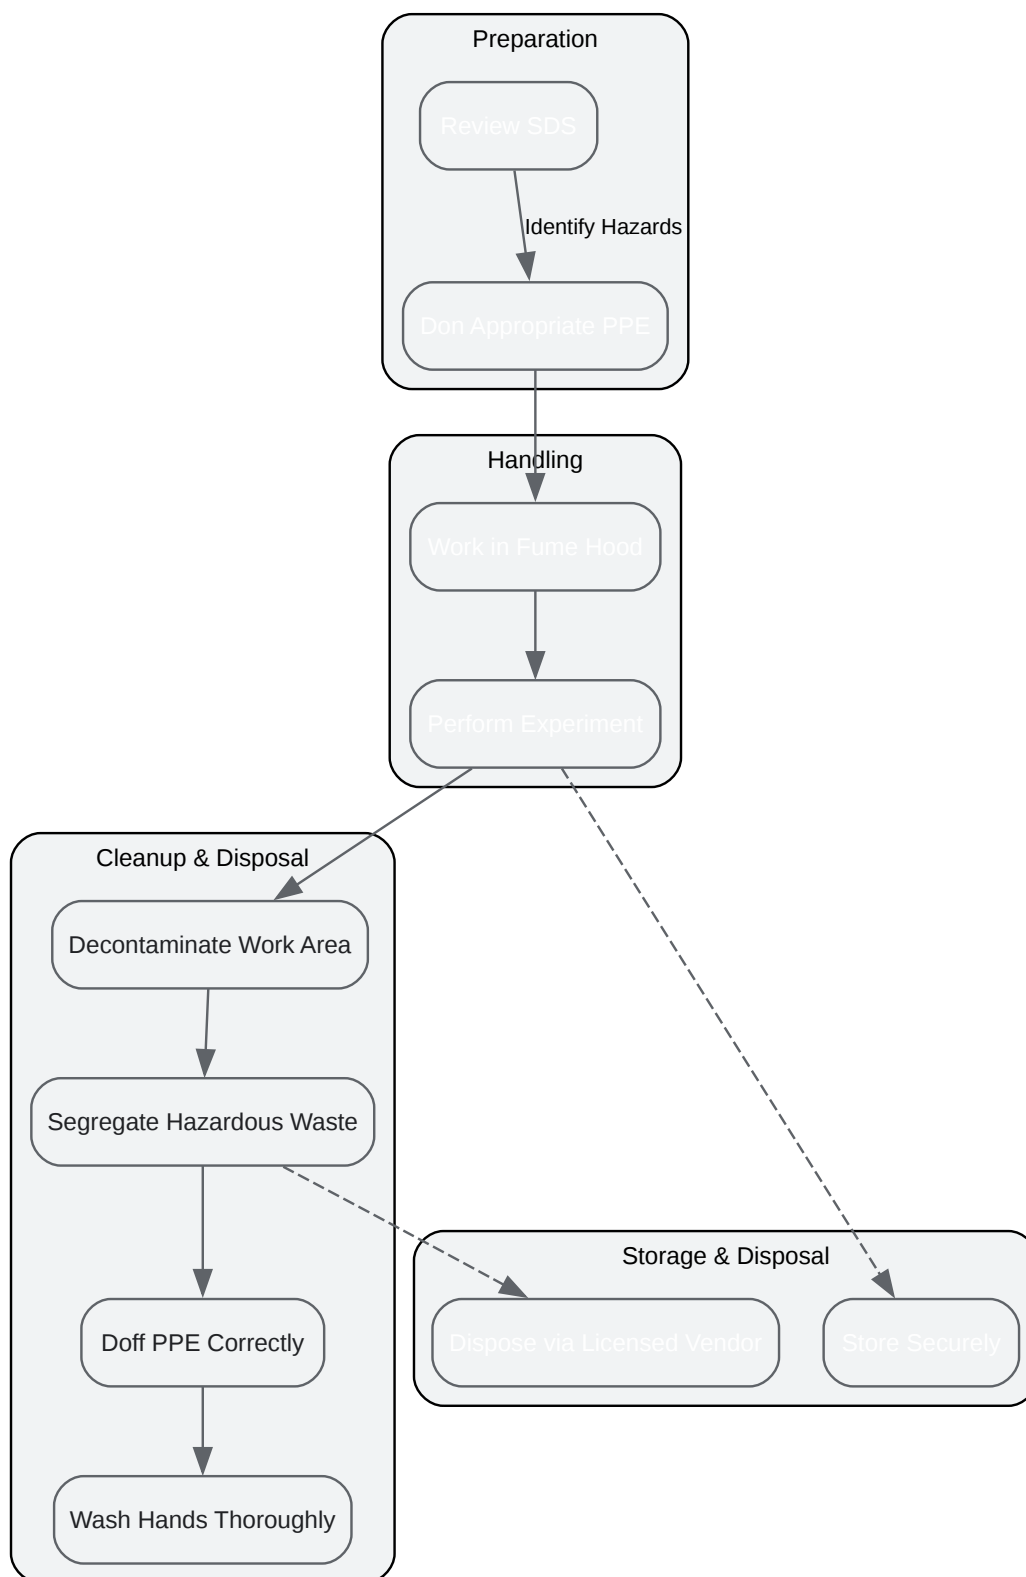 Preparation
Review SDS
Identify Hazards
Don Appropriate PPE
Handling
Work in Fume Hood
Perform Experiment
Cleanup & Disposal
Decontaminate Work Area
Segregate Hazardous Waste
Storage & Disposal
Dispose via Licensed Vendor
Store Securely
Doff PPE Correctly
Wash Hands Thoroughly